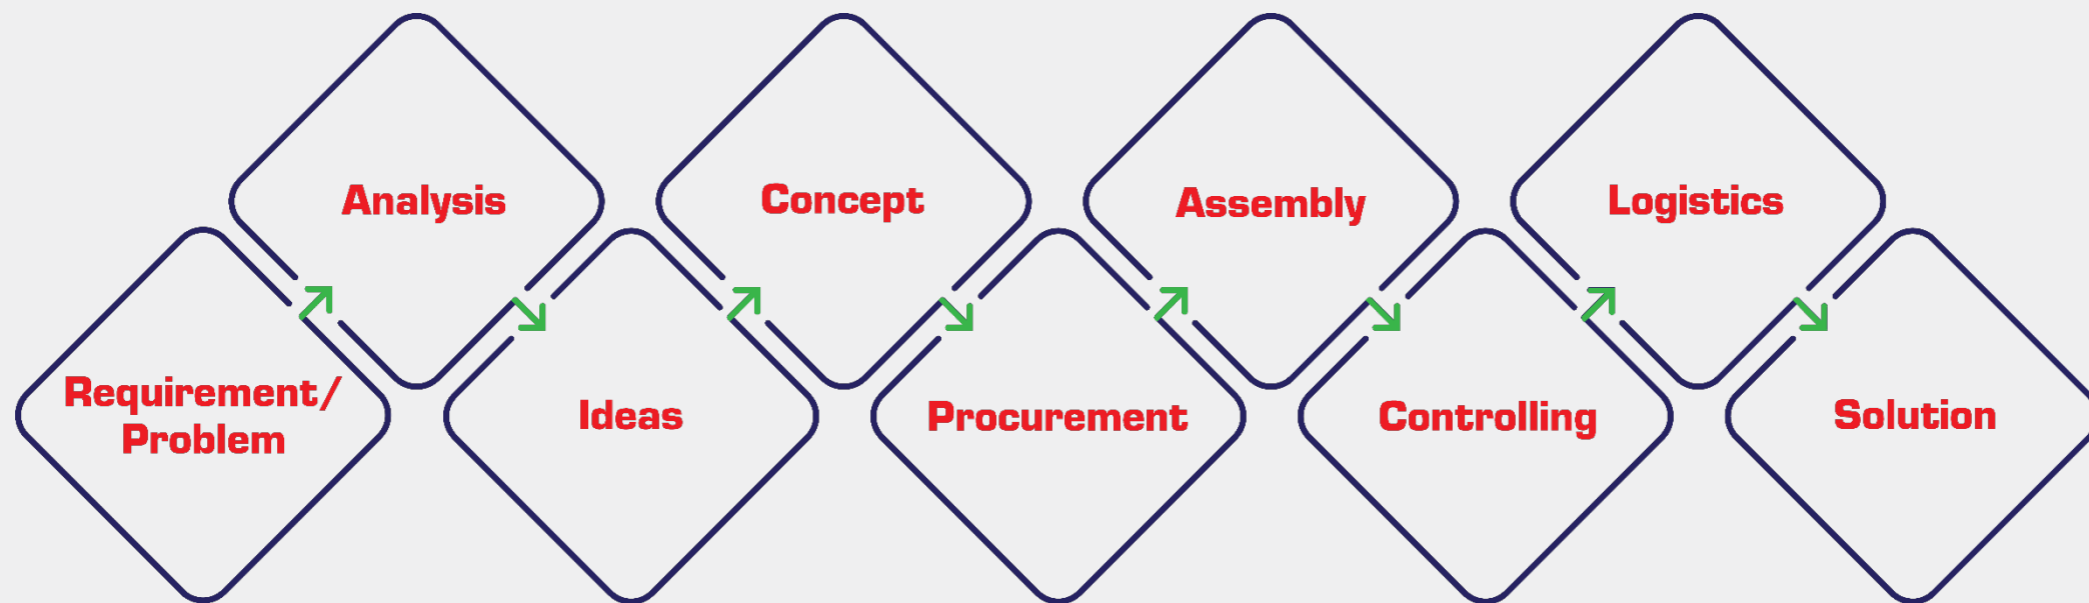 Requirement/
Problem
Analysis
Ideas
Concept
Procurement
Assembly
Controlling
Logistics
Solution